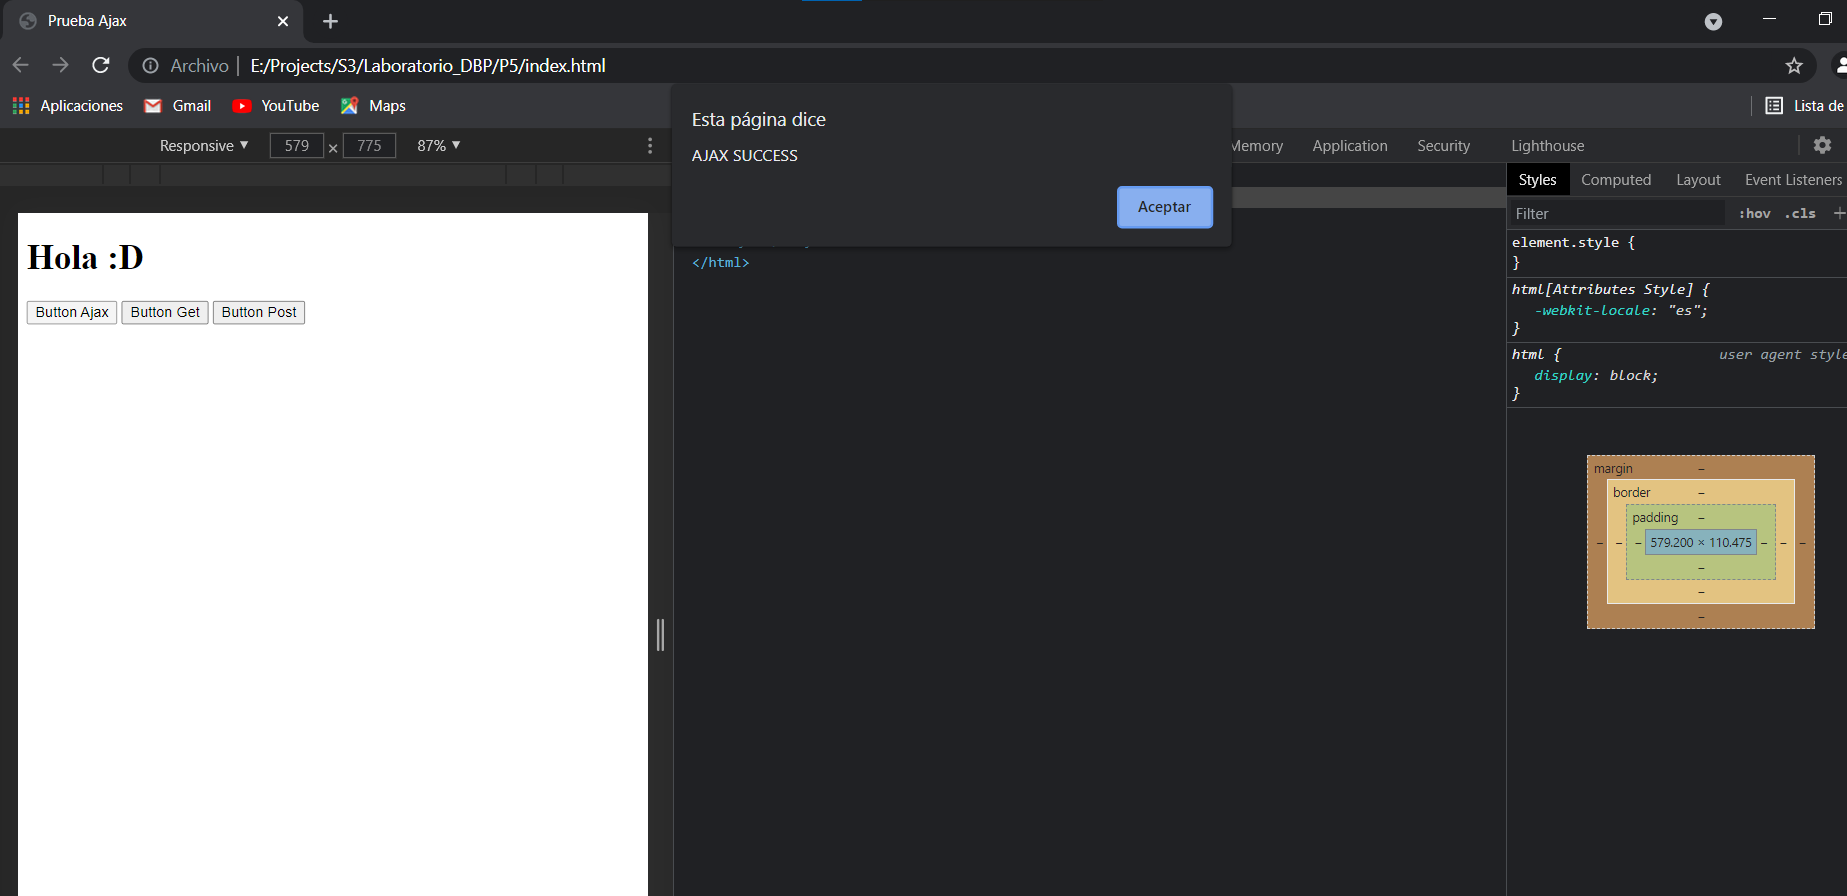 Prueba Ajax
Archivo | E:/Projects/S3/Laboratorio_DBP/P5/index.html
Aplicaciones Gmail YouTube Maps
Lista de
Esta página dice
AJAX SUCCESS
Aceptar
Responsive ▼ 579 × 775 87% ▼
Memory Application Security Lighthouse
Styles Computed Layout Event Listeners
Filter :hov .cls +
Hola :D
Button Ajax Button Get Button Post
</html>
element.style {
}
html[Attributes Style] {
-webkit-locale: "es";
}
html { user agent style
display: block;
}
margin –
border –
padding –
– – – 579.200 × 110.475 – – –
–
–
–